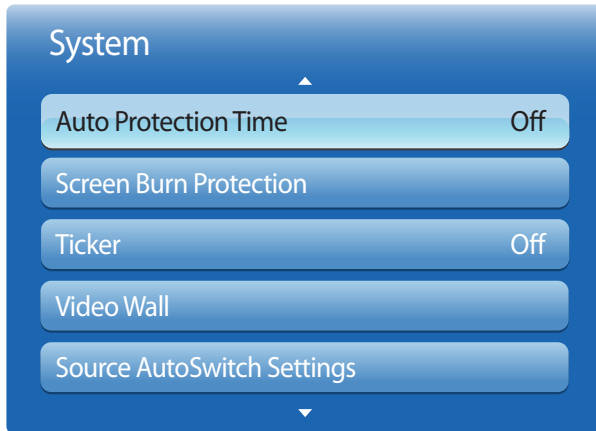 System
Auto Protection Time Off
Screen Burn Protection
Ticker Off
Video Wall
Source AutoSwitch Settings